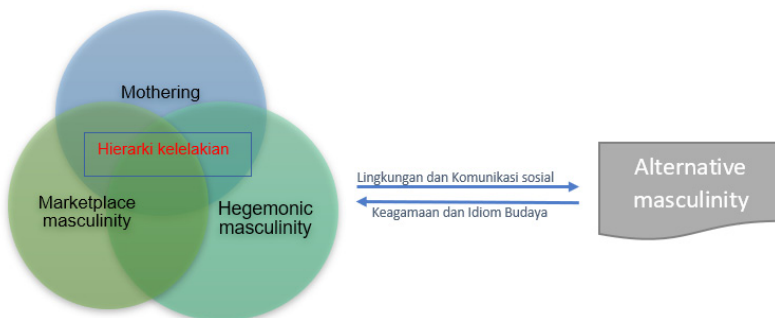 Mothering
Hierarki kelelakian
Marketplace
masculinity
Hegemonic
masculinity
Lingkungan dan Komunikasi sosial
Keagamaan dan Idiom Budaya
Alternative
masculinity